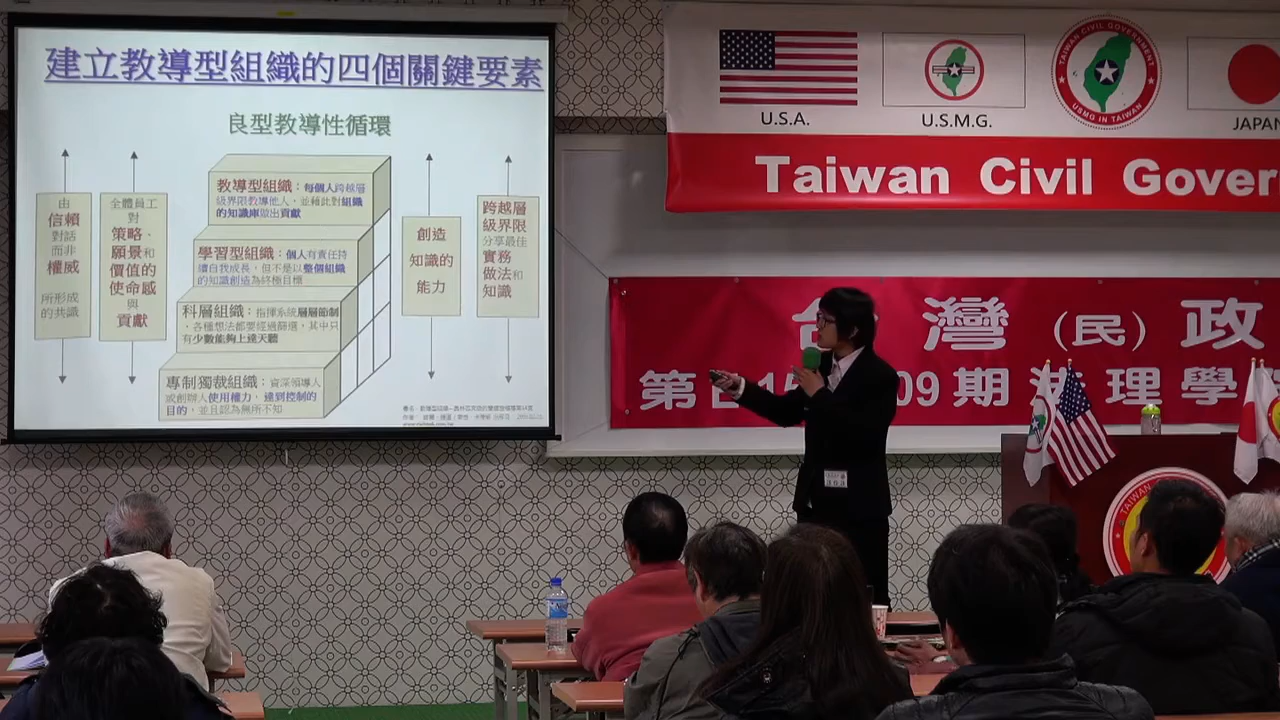 建立教導型組織的四個關鍵要素
良型教導性循環
由
信賴
對話
而非
權威
所形成
的共識
全體員工
對
策略、
願景和
價值的
使命感
與
貢獻
教導型組織：每個人跨越層
級界限教導他人，並藉此對組織
的知識庫做出貢獻
學習型組織：個人有責任持
續自我成長，但不是以整個組織
的知識創造為終極目標
科層組織：指揮系統層層節制
，各種想法都要經過篩選，其中只
有少數能夠上達天聽
專制獨裁組織：資深領導人
或創辦人使用權力，達到控制的
目的，並且認為無所不知
創造
知識的
能力
跨越層
級界限
分享最佳
實務
做法和
知識
U.S.A.
U.S.M.G.
TAIWAN CIVIL GOVERNMENT
USMG IN TAIWAN
JAPAN
Taiwan Civil Gover
台灣(民)政
第
09期
理學
TAIWAN